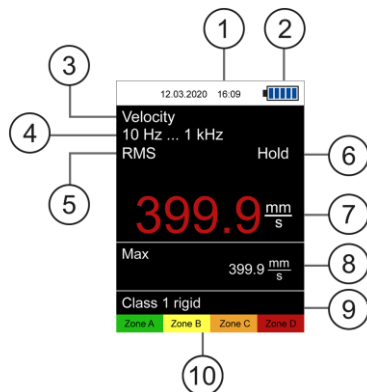 1 2
12.03.2020 16:09
3 Velocity
4 10 Hz ... 1 kHz
5 RMS Hold 6
399.9 mm/s 7
Max
399.9 mm/s 8
Class 1 rigid 9
Zone A Zone B Zone C Zone D
10